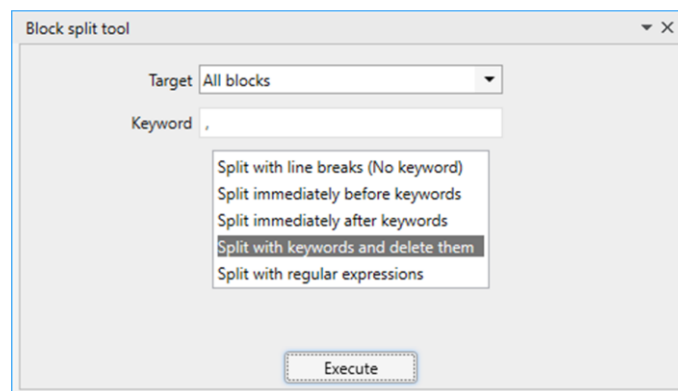 Block split tool
Target All blocks
Keyword ,
Split with line breaks (No keyword)
Split immediately before keywords
Split immediately after keywords
Split with keywords and delete them
Split with regular expressions
Execute